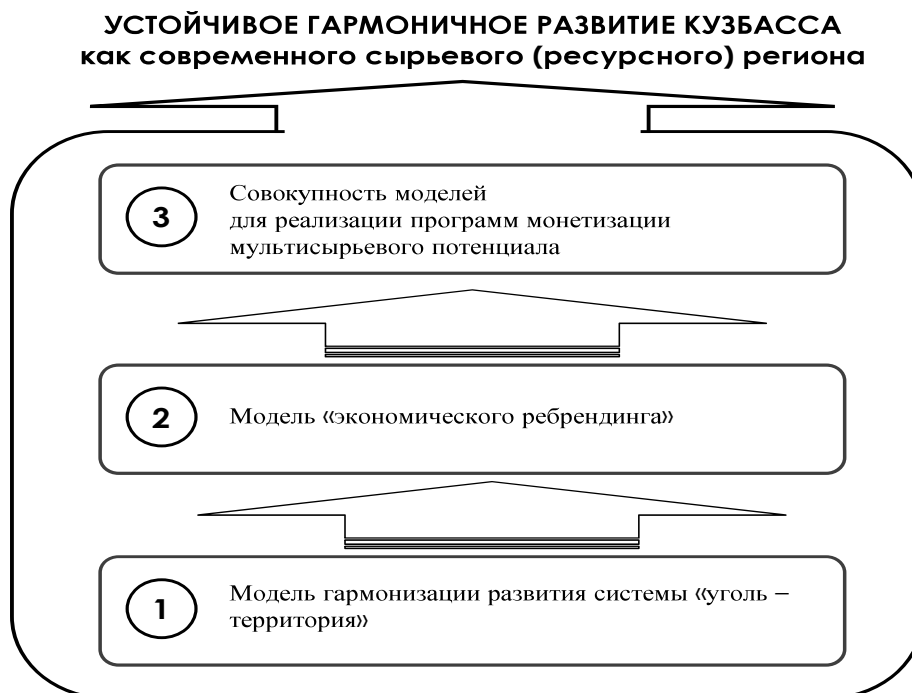 УСТОЙЧИВОЕ ГАРМОНИЧНОЕ РАЗВИТИЕ КУЗБАССА
как современного сырьевого (ресурсного) региона
3
Совокупность моделей
для реализации программ монетизации
мультисырьевого потенциала
2
Модель «экономического ребрендинга»
1
Модель гармонизации развития системы «уголь –
территория»